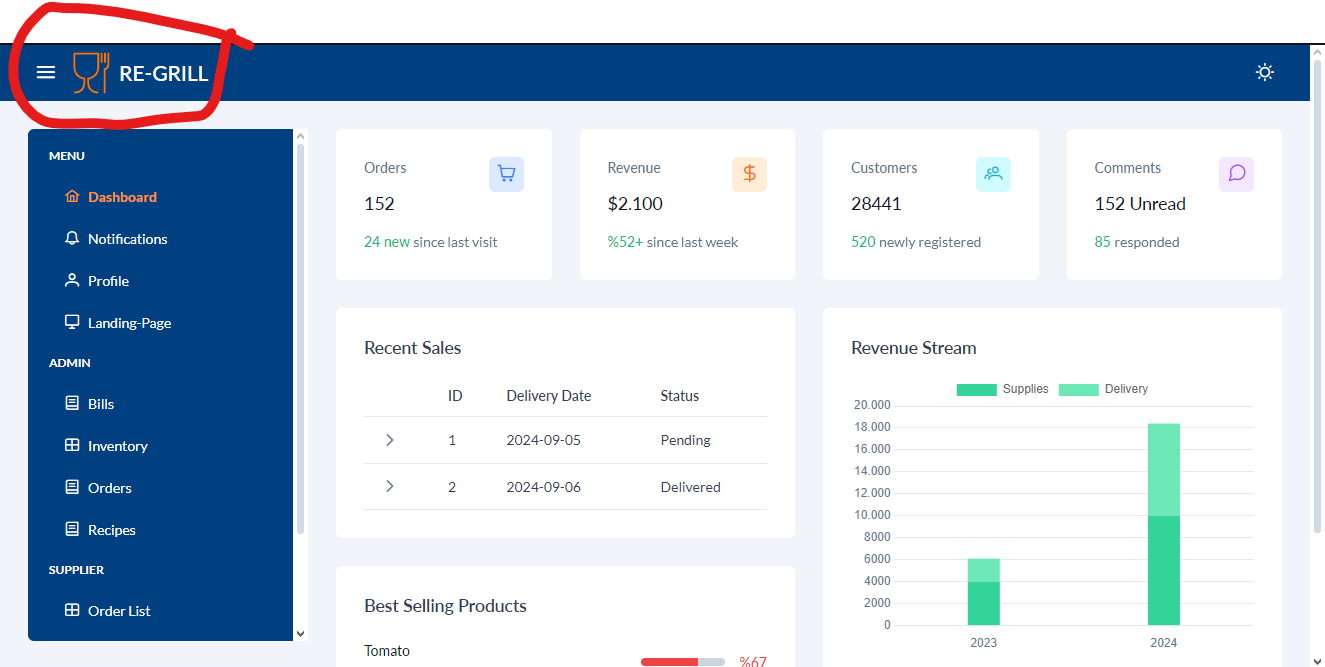 RE-GRILL
MENU
Dashboard
Notifications
Profile
Landing-Page
ADMIN
Bills
Inventory
Orders
Recipes
SUPPLIER
Order List
Orders
152
24 new since last visit
Revenue
$2.100
%52+ since last week
Customers
28441
520 newly registered
Comments
152 Unread
85 responded
Recent Sales
ID Delivery Date Status
1 2024-09-05 Pending
2 2024-09-06 Delivered
Best Selling Products
Tomato
%67
Revenue Stream
Supplies Delivery
20.000
18.000
16.000
14.000
12.000
10.000
8000
6000
4000
2000
0
2023 2024